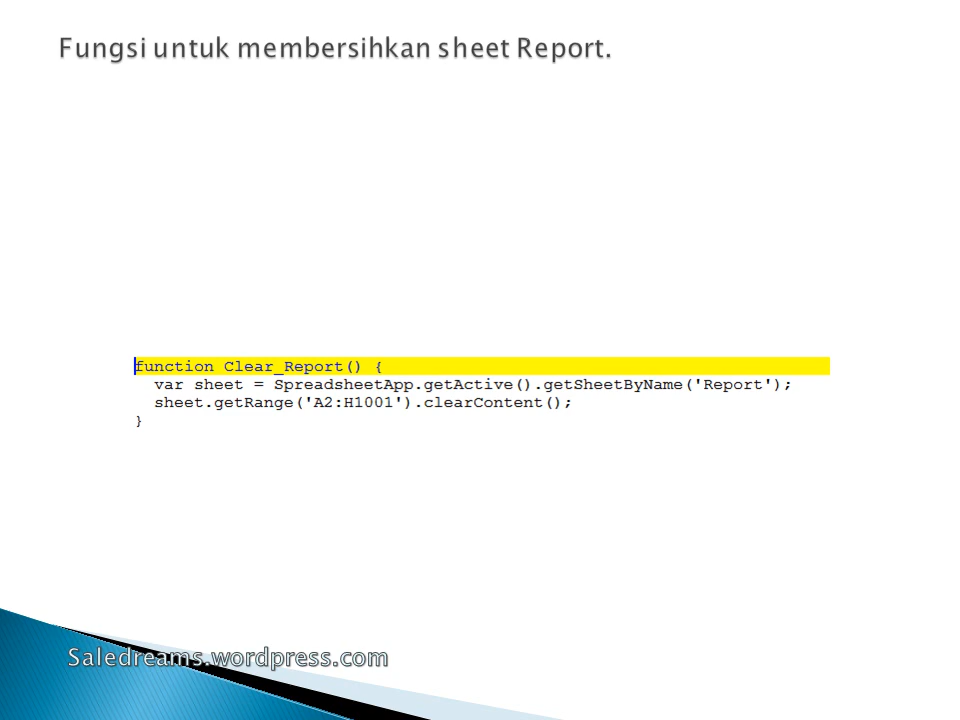 Fungsi untuk membersihkan sheet Report.
function Clear_Report() {
  var sheet = SpreadsheetApp.getActive().getSheetByName('Report');
  sheet.getRange('A2:H1001').clearContent();
}
Saledreams.wordpress.com